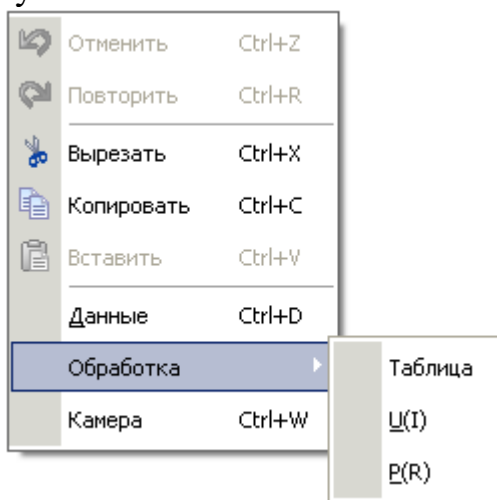 Отменить Ctrl+Z
Повторить Ctrl+R
Вырезать Ctrl+X
Копировать Ctrl+C
Вставить Ctrl+V
Данные Ctrl+D
Обработка Таблица
Камера Ctrl+W U(I)
P(R)